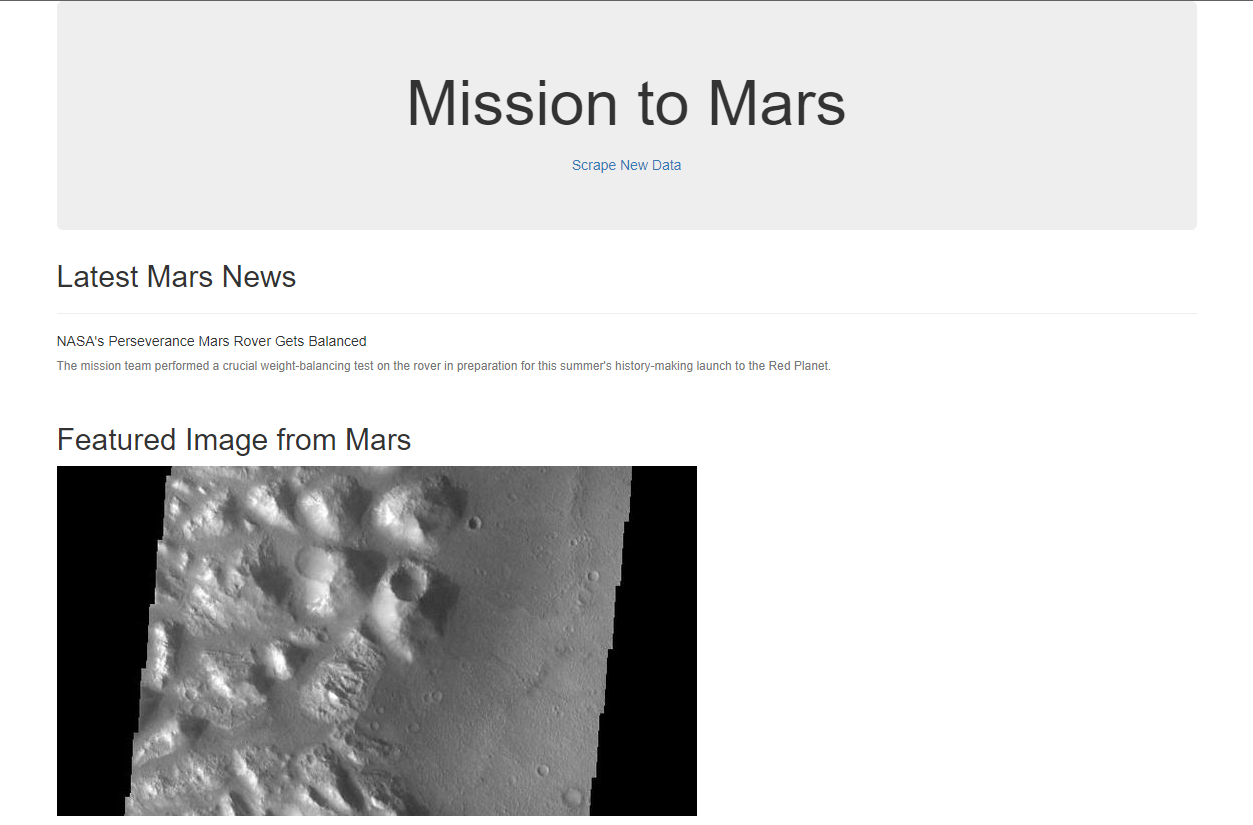 Mission to Mars
Scrape New Data
Latest Mars News
NASA's Perseverance Mars Rover Gets Balanced
The mission team performed a crucial weight-balancing test on the rover in preparation for this summer's history-making launch to the Red Planet.
Featured Image from Mars